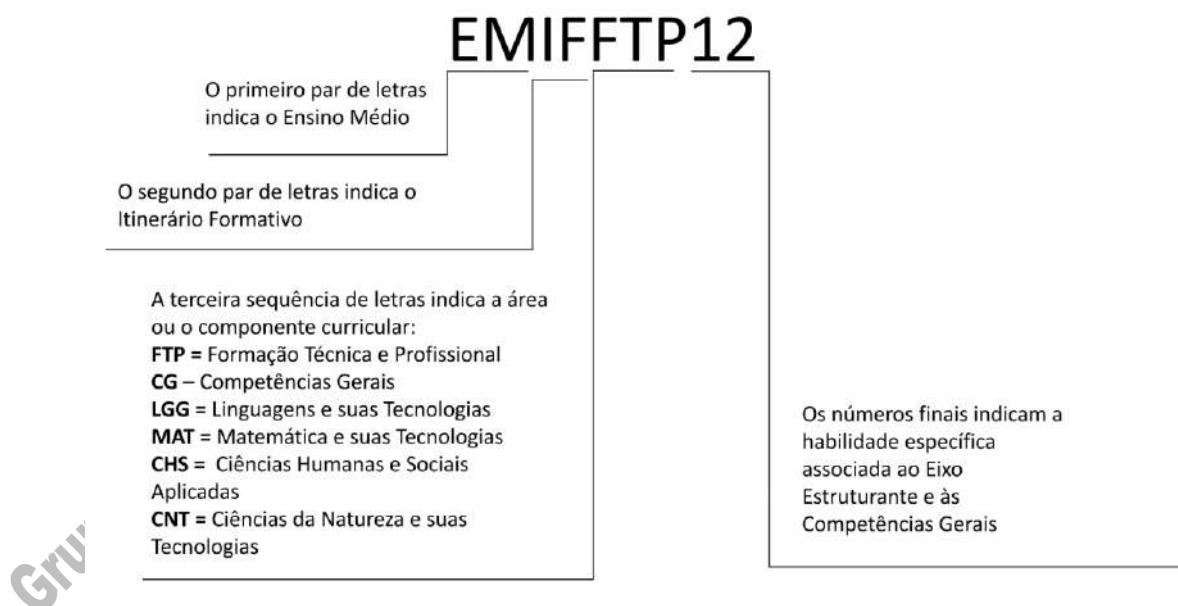 EMIFFTP12
O primeiro par de letras
indica o Ensino Médio
O segundo par de letras indica o
Itinerário Formativo
A terceira sequência de letras indica a área
ou o componente curricular:
FTP = Formação Técnica e Profissional
CG – Competências Gerais
LGG = Linguagens e suas Tecnologias
MAT = Matemática e suas Tecnologias
CHS = Ciências Humanas e Sociais
Aplicadas
CNT = Ciências da Natureza e suas
Tecnologias
Os números finais indicam a
habilidade específica
associada ao Eixo
Estruturante e às
Competências Gerais